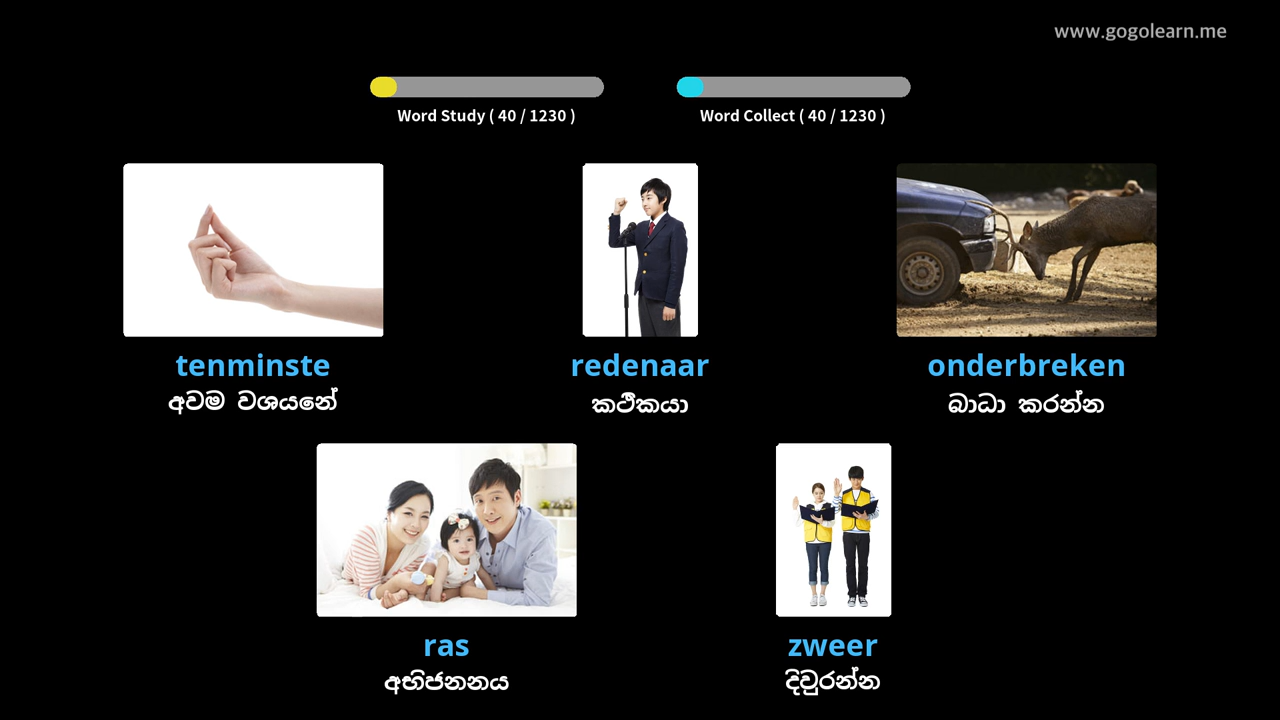 www.gogolearn.me
Word Study ( 40 / 1230 )
Word Collect ( 40 / 1230 )
tenminste
අවම වශයනේ
redenaar
කථිකයා
onderbreken
බාධා කරන්න
ras
අභිජනනය
zweer
දිවුරන්න